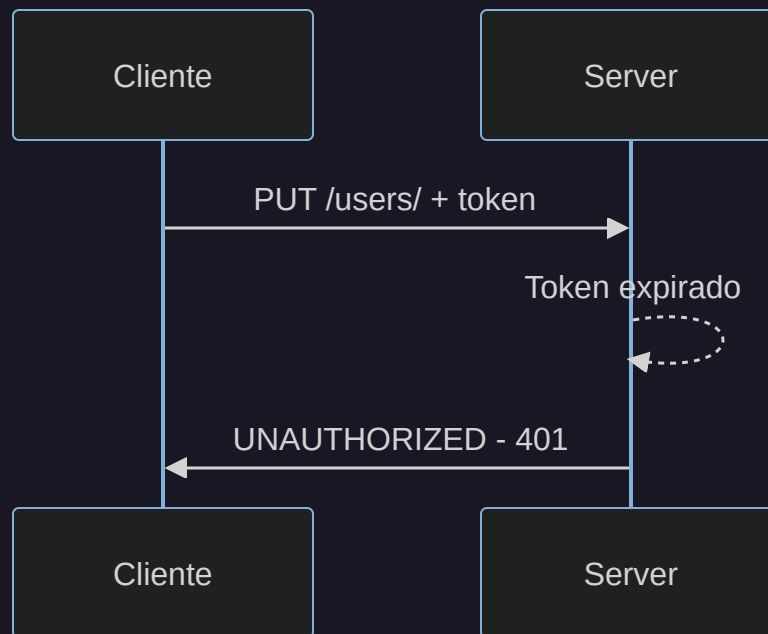 Cliente
Server
PUT /users/ + token
Token expirado
UNAUTHORIZED - 401
Cliente
Server